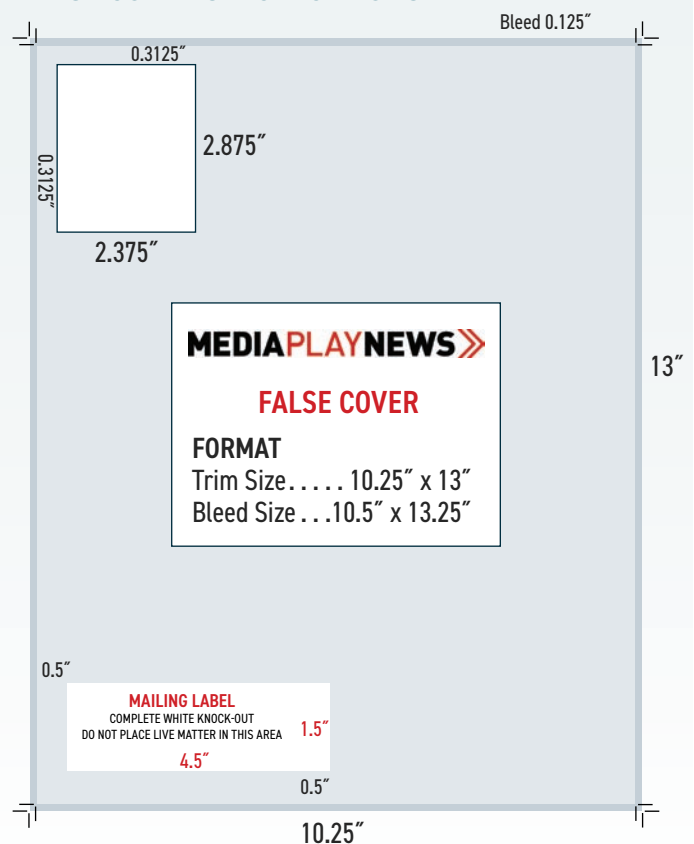 Bleed 0.125″
0.3125″
0.3125″
2.875″
2.375″
MEDIAPLAYNEWS
FALSE COVER
FORMAT
Trim Size. . . . . 10.25″ x 13″
Bleed Size . . .10.5″ x 13.25″
13″
0.5″
MAILING LABEL
COMPLETE WHITE KNOCK-OUT
DO NOT PLACE LIVE MATTER IN THIS AREA
1.5″
4.5″
0.5″
10.25″